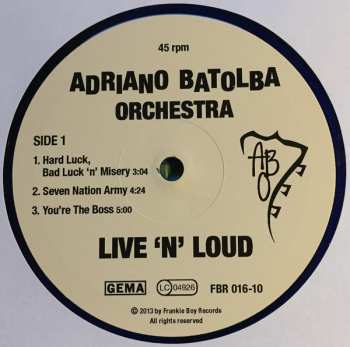 45 rpm
ADRIANO BATOLBA
ORCHESTRA
SIDE 1
1. Hard Luck,
Bad Luck 'n' Misery 3:04
2. Seven Nation Army 4:24
3. You're The Boss 5:00
ABO
LIVE 'N' LOUD
GEMA LC 04926 FBR 016-10
© 2013 by Frankie Boy Records
All rights reserved